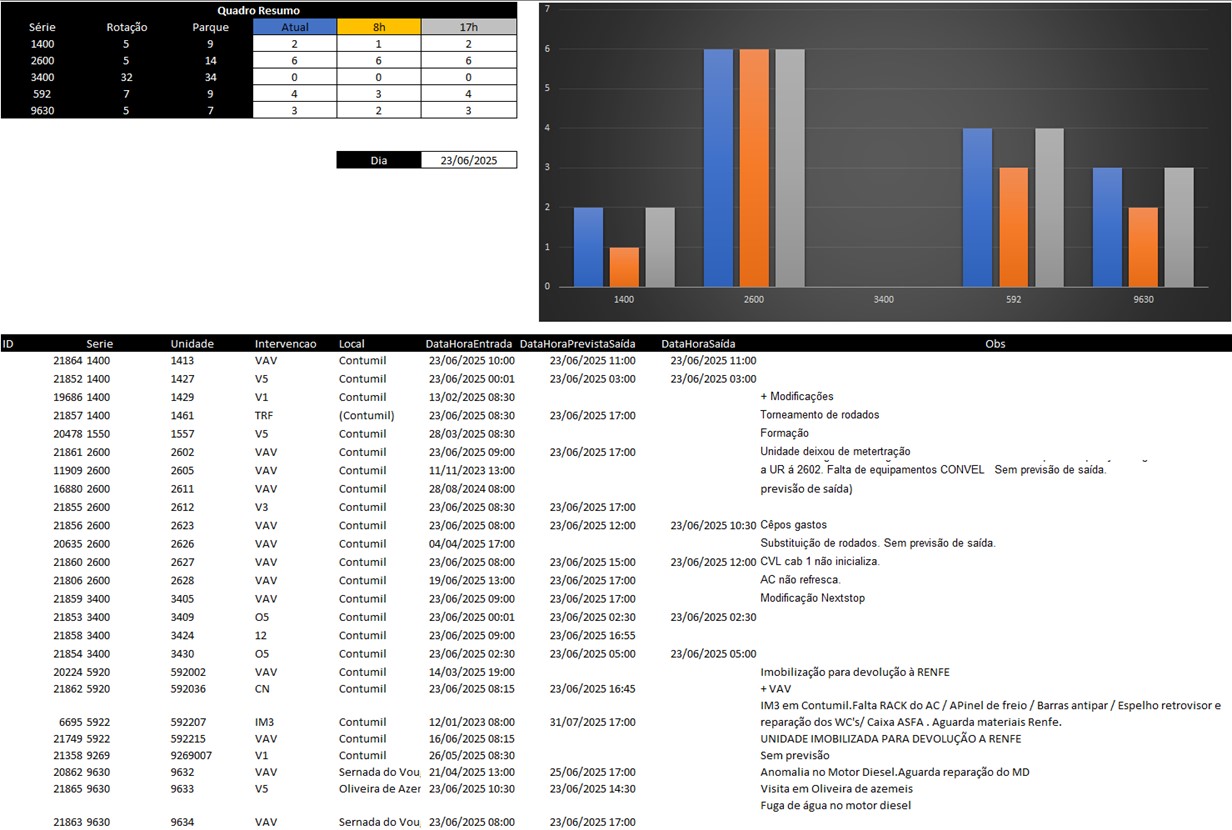 Quadro Resumo
Série Rotação Parque Atual 8h 17h
1400 5 9 2 1 2
2600 5 14 6 6 6
3400 32 34 0 0 0
592 7 9 4 3 4
9630 5 7 3 2 3
Dia 23/06/2025
7
6
5
4
3
2
1
0
1400 2600 3400 592 9630
ID Serie Unidade Intervencao Local DataHoraEntrada DataHoraPrevistaSaída DataHoraSaída Obs
21864 1400 1413 VAV Contumil 23/06/2025 10:00 23/06/2025 11:00 23/06/2025 11:00
21852 1400 1427 V5 Contumil 23/06/2025 00:01 23/06/2025 03:00 23/06/2025 03:00
19686 1400 1429 V1 Contumil 13/02/2025 08:30 + Modificações
21857 1400 1461 TRF (Contumil) 23/06/2025 08:30 23/06/2025 17:00 Torneamento de rodados
20478 1550 1557 V5 Contumil 28/03/2025 08:30 Formação
21861 2600 2602 VAV Contumil 23/06/2025 09:00 23/06/2025 17:00 Unidade deixou de metertração
11909 2600 2605 VAV Contumil 11/11/2023 13:00 a UR á 2602. Falta de equipamentos CONVEL Sem previsão de saída.
16880 2600 2611 VAV Contumil 28/08/2024 08:00 previsão de saída)
21855 2600 2612 V3 Contumil 23/06/2025 08:30 23/06/2025 17:00
21856 2600 2623 VAV Contumil 23/06/2025 08:00 23/06/2025 12:00 23/06/2025 10:30 Cêpos gastos
20635 2600 2626 VAV Contumil 04/04/2025 17:00 Substituição de rodados. Sem previsão de saída.
21860 2600 2627 VAV Contumil 23/06/2025 08:00 23/06/2025 15:00 23/06/2025 12:00 CVL cab 1 não inicializa.
21806 2600 2628 VAV Contumil 19/06/2025 13:00 23/06/2025 17:00 AC não refresca.
21859 3400 3405 VAV Contumil 23/06/2025 09:00 23/06/2025 17:00 Modificação Nextstop
21853 3400 3409 O5 Contumil 23/06/2025 00:01 23/06/2025 02:30 23/06/2025 02:30
21858 3400 3424 12 Contumil 23/06/2025 09:00 23/06/2025 16:55
21854 3400 3430 O5 Contumil 23/06/2025 02:30 23/06/2025 05:00 23/06/2025 05:00
20224 5920 592002 VAV Contumil 14/03/2025 19:00 Imobilização para devolução à RENFE
21862 5920 592036 CN Contumil 23/06/2025 08:15 23/06/2025 16:45 + VAV
IM3 em Contumil.Falta RACK do AC / APinel de freio / Barras antipar / Espelho retrovisor e
6695 5922 592207 IM3 Contumil 12/01/2023 08:00 31/07/2025 17:00 reparação dos WC's/ Caixa ASFA . Aguarda materiais Renfe.
21749 5922 592215 VAV Contumil 16/06/2025 08:15 UNIDADE IMOBILIZADA PARA DEVOLUÇÃO A RENFE
21358 9269 9269007 V1 Contumil 26/05/2025 08:30 Sem previsão
20862 9630 9632 VAV Sernada do Vou 21/04/2025 13:00 25/06/2025 17:00 Anomalia no Motor Diesel.Aguarda reparação do MD
21865 9630 9633 V5 Oliveira de Azer 23/06/2025 10:30 23/06/2025 14:30 Visita em Oliveira de azemeis
Fuga de água no motor diesel
21863 9630 9634 VAV Sernada do Vou 23/06/2025 08:00 23/06/2025 17:00